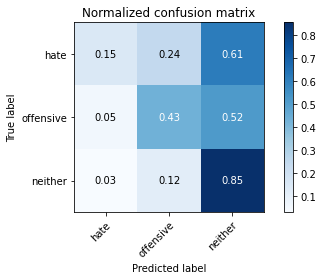 Normalized confusion matrix
True label
hate 0.15 0.24 0.61
offensive 0.05 0.43 0.52
neither 0.03 0.12 0.85
hate offensive neither
Predicted label
0.8
0.7
0.6
0.5
0.4
0.3
0.2
0.1